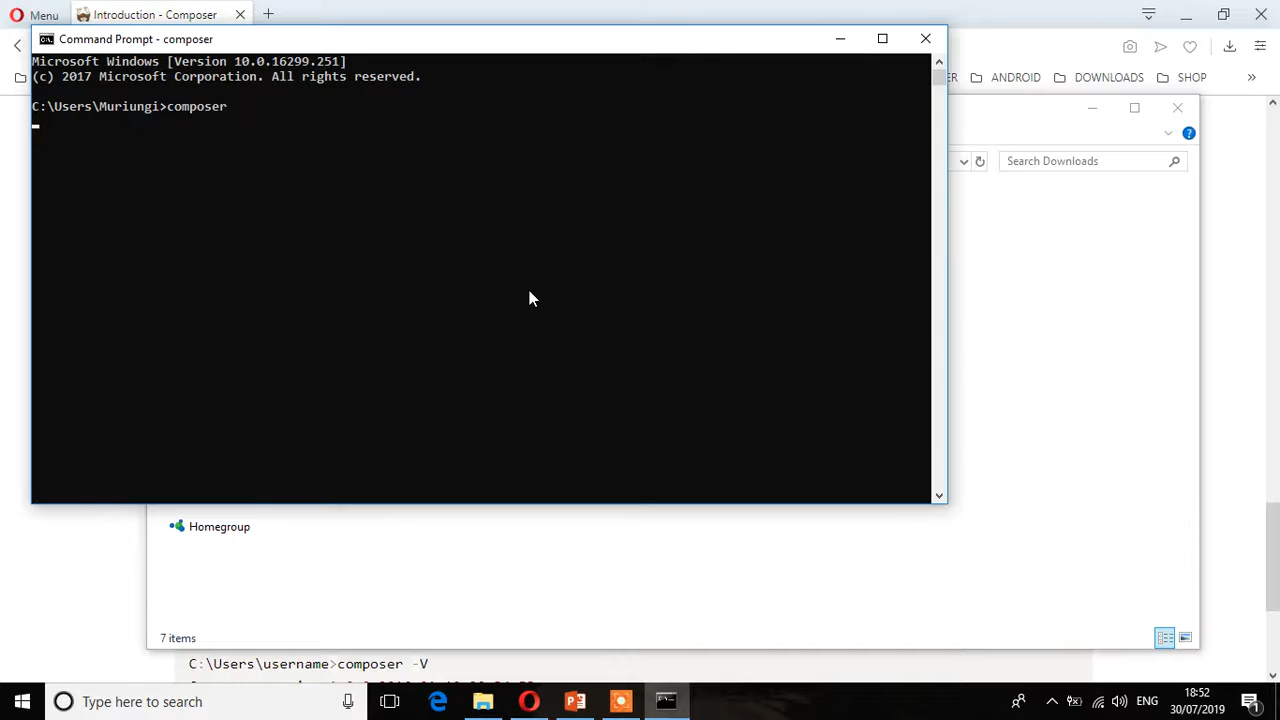 Menu
Introduction - Composer
Command Prompt - composer
Microsoft Windows [Version 10.0.16299.251]
(c) 2017 Microsoft Corporation. All rights reserved.
C:\Users\Muriungi>composer
ER
ANDROID
DOWNLOADS
SHOP
Search Downloads
Homegroup
7 items
C:\Users\username>composer -V
Type here to search
ENG
18:52
30/07/2019
1